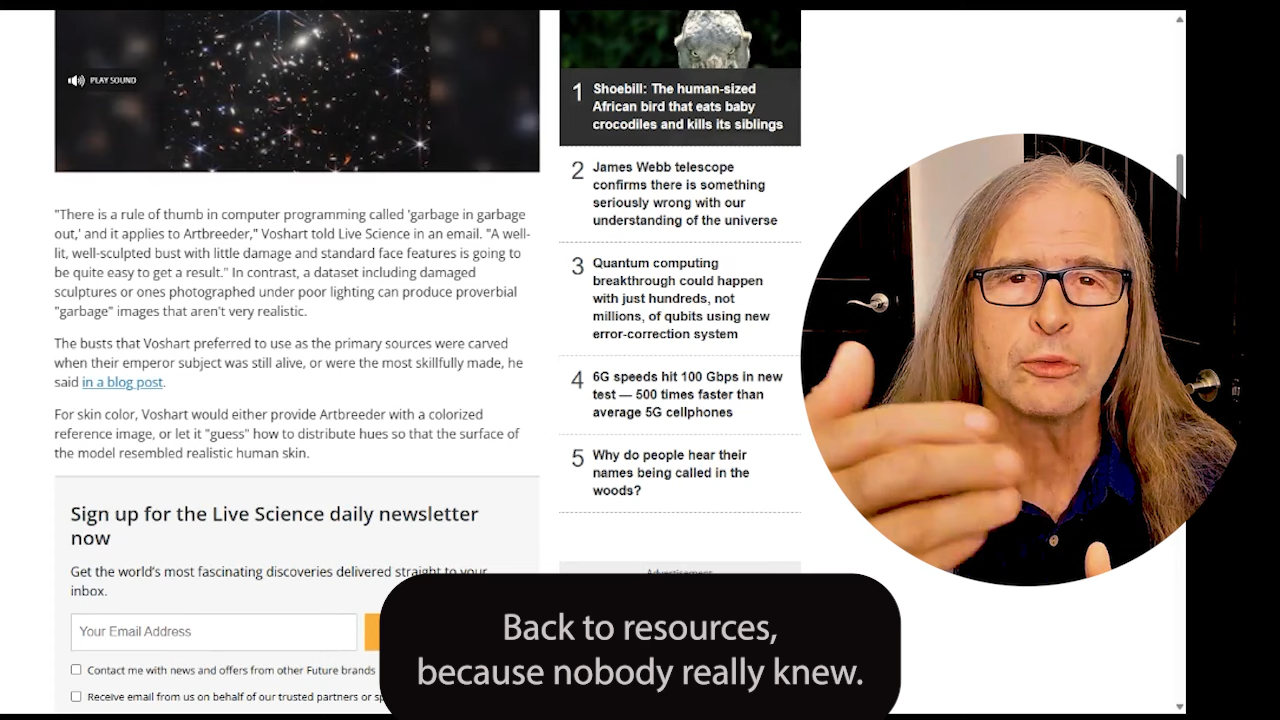 PLAY SOUND
"There is a rule of thumb in computer programming called 'garbage in garbage
out,' and it applies to Artbreeder," Voshart told Live Science in an email. "A well-
lit, well-sculpted bust with little damage and standard face features is going to
be quite easy to get a result." In contrast, a dataset including damaged
sculptures or ones photographed under poor lighting can produce proverbial
"garbage" images that aren't very realistic.
The busts that Voshart preferred to use as the primary sources were carved
when their emperor subject was still alive, or were the most skillfully made, he
said in a blog post.
For skin color, Voshart would either provide Artbreeder with a colorized
reference image, or let it "guess" how to distribute hues so that the surface of
the model resembled realistic human skin.
Sign up for the Live Science daily newsletter
now
Get the world's most fascinating discoveries delivered straight to your
inbox.
Your Email Address
Contact me with news and offers from other Future brands
Receive email from us on behalf of our trusted partners or
1 Shoebill: The human-sized
African bird that eats baby
crocodiles and kills its siblings
2 James Webb telescope
confirms there is something
seriously wrong with our
understanding of the universe
3 Quantum computing
breakthrough could happen
with just hundreds, not
millions, of qubits using new
error-correction system
4 6G speeds hit 100 Gbps in new
test — 500 times faster than
average 5G cellphones
5 Why do people hear their
names being called in the
woods?
Advertisement
Back to resources,
because nobody really knew.